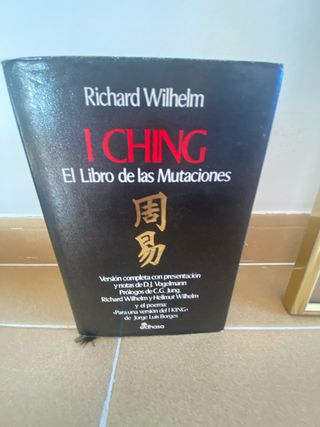 Richard Wilhelm
I CHING
El Libro de las Mutaciones
周
易
Versión completa con presentación
y notas de D.J. Vogelmann
Prólogos de C.G. Jung,
Richard Wilhelm y Hellmut Wilhelm
y el poema:
«Para una versión del I KING»
de Jorge Luis Borges
edhasa